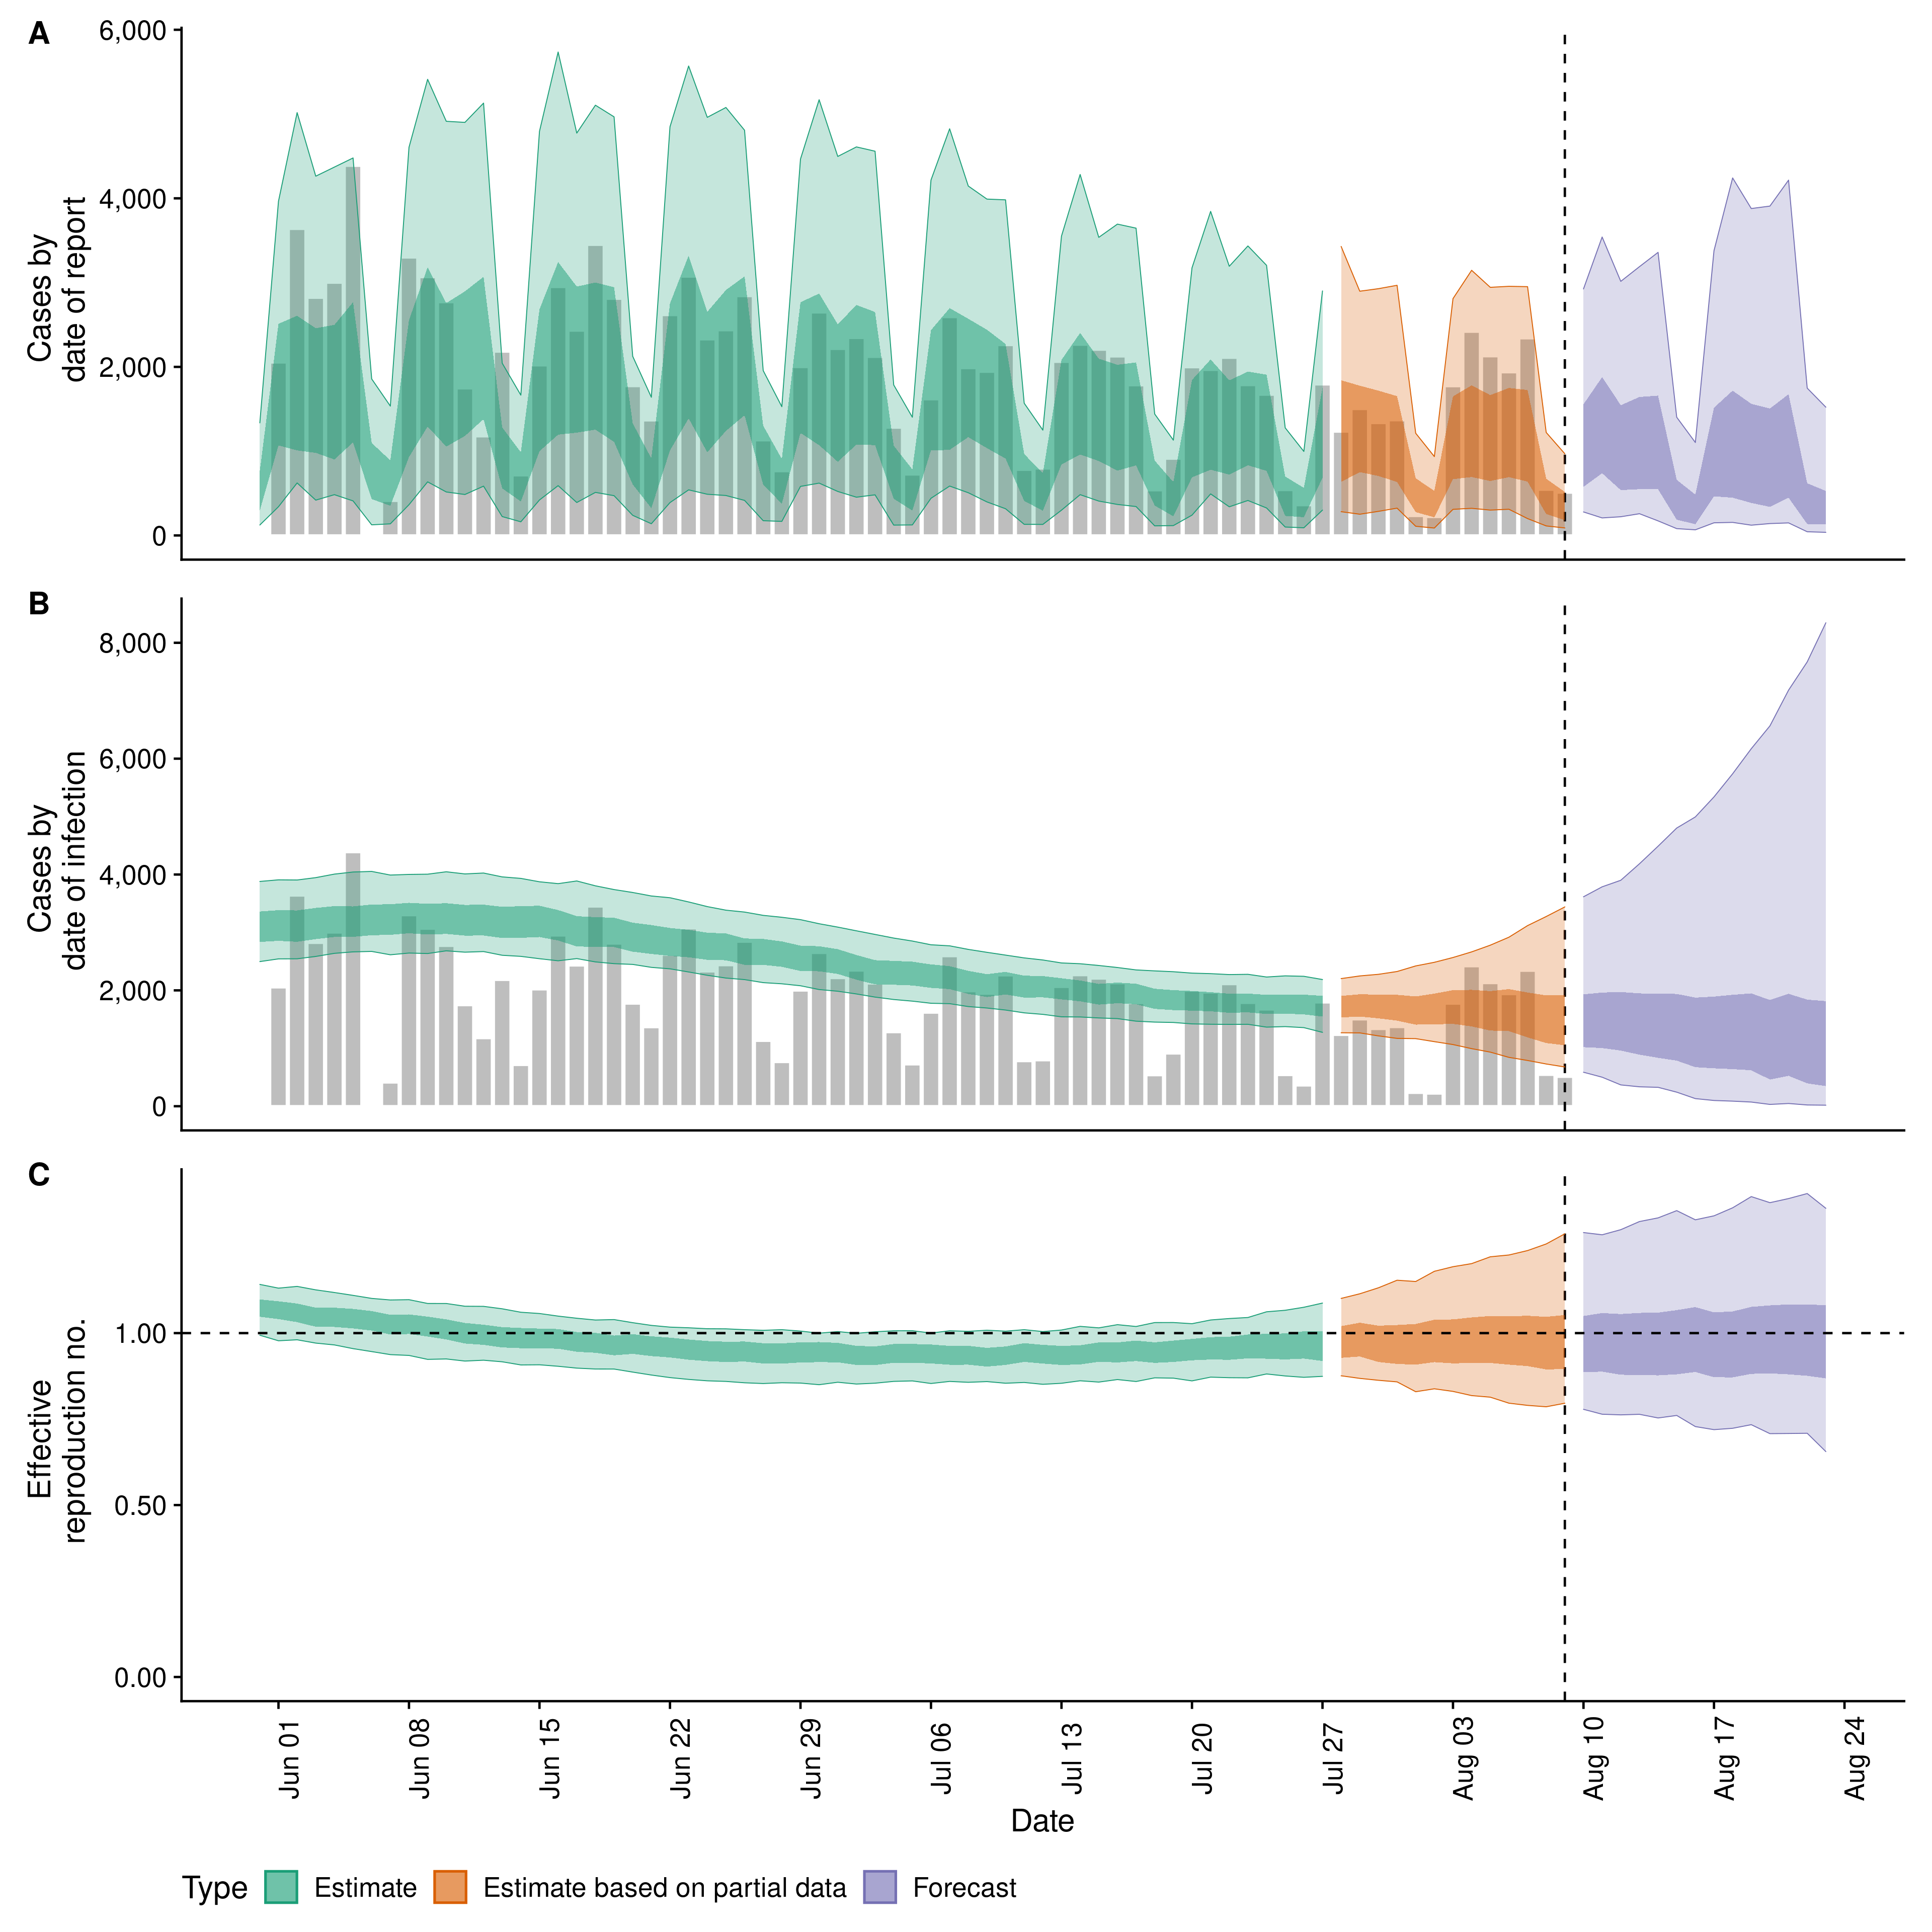 A
Cases by
date of report
6,000
4,000
2,000
0
B
Cases by
date of infection
8,000
6,000
4,000
2,000
0
C
Effective
reproduction no.
1.00
0.50
0.00
Jun 01
Jun 08
Jun 15
Jun 22
Jun 29
Jul 06
Jul 13
Jul 20
Jul 27
Aug 03
Aug 10
Aug 17
Aug 24
Date
Type Estimate Estimate based on partial data Forecast